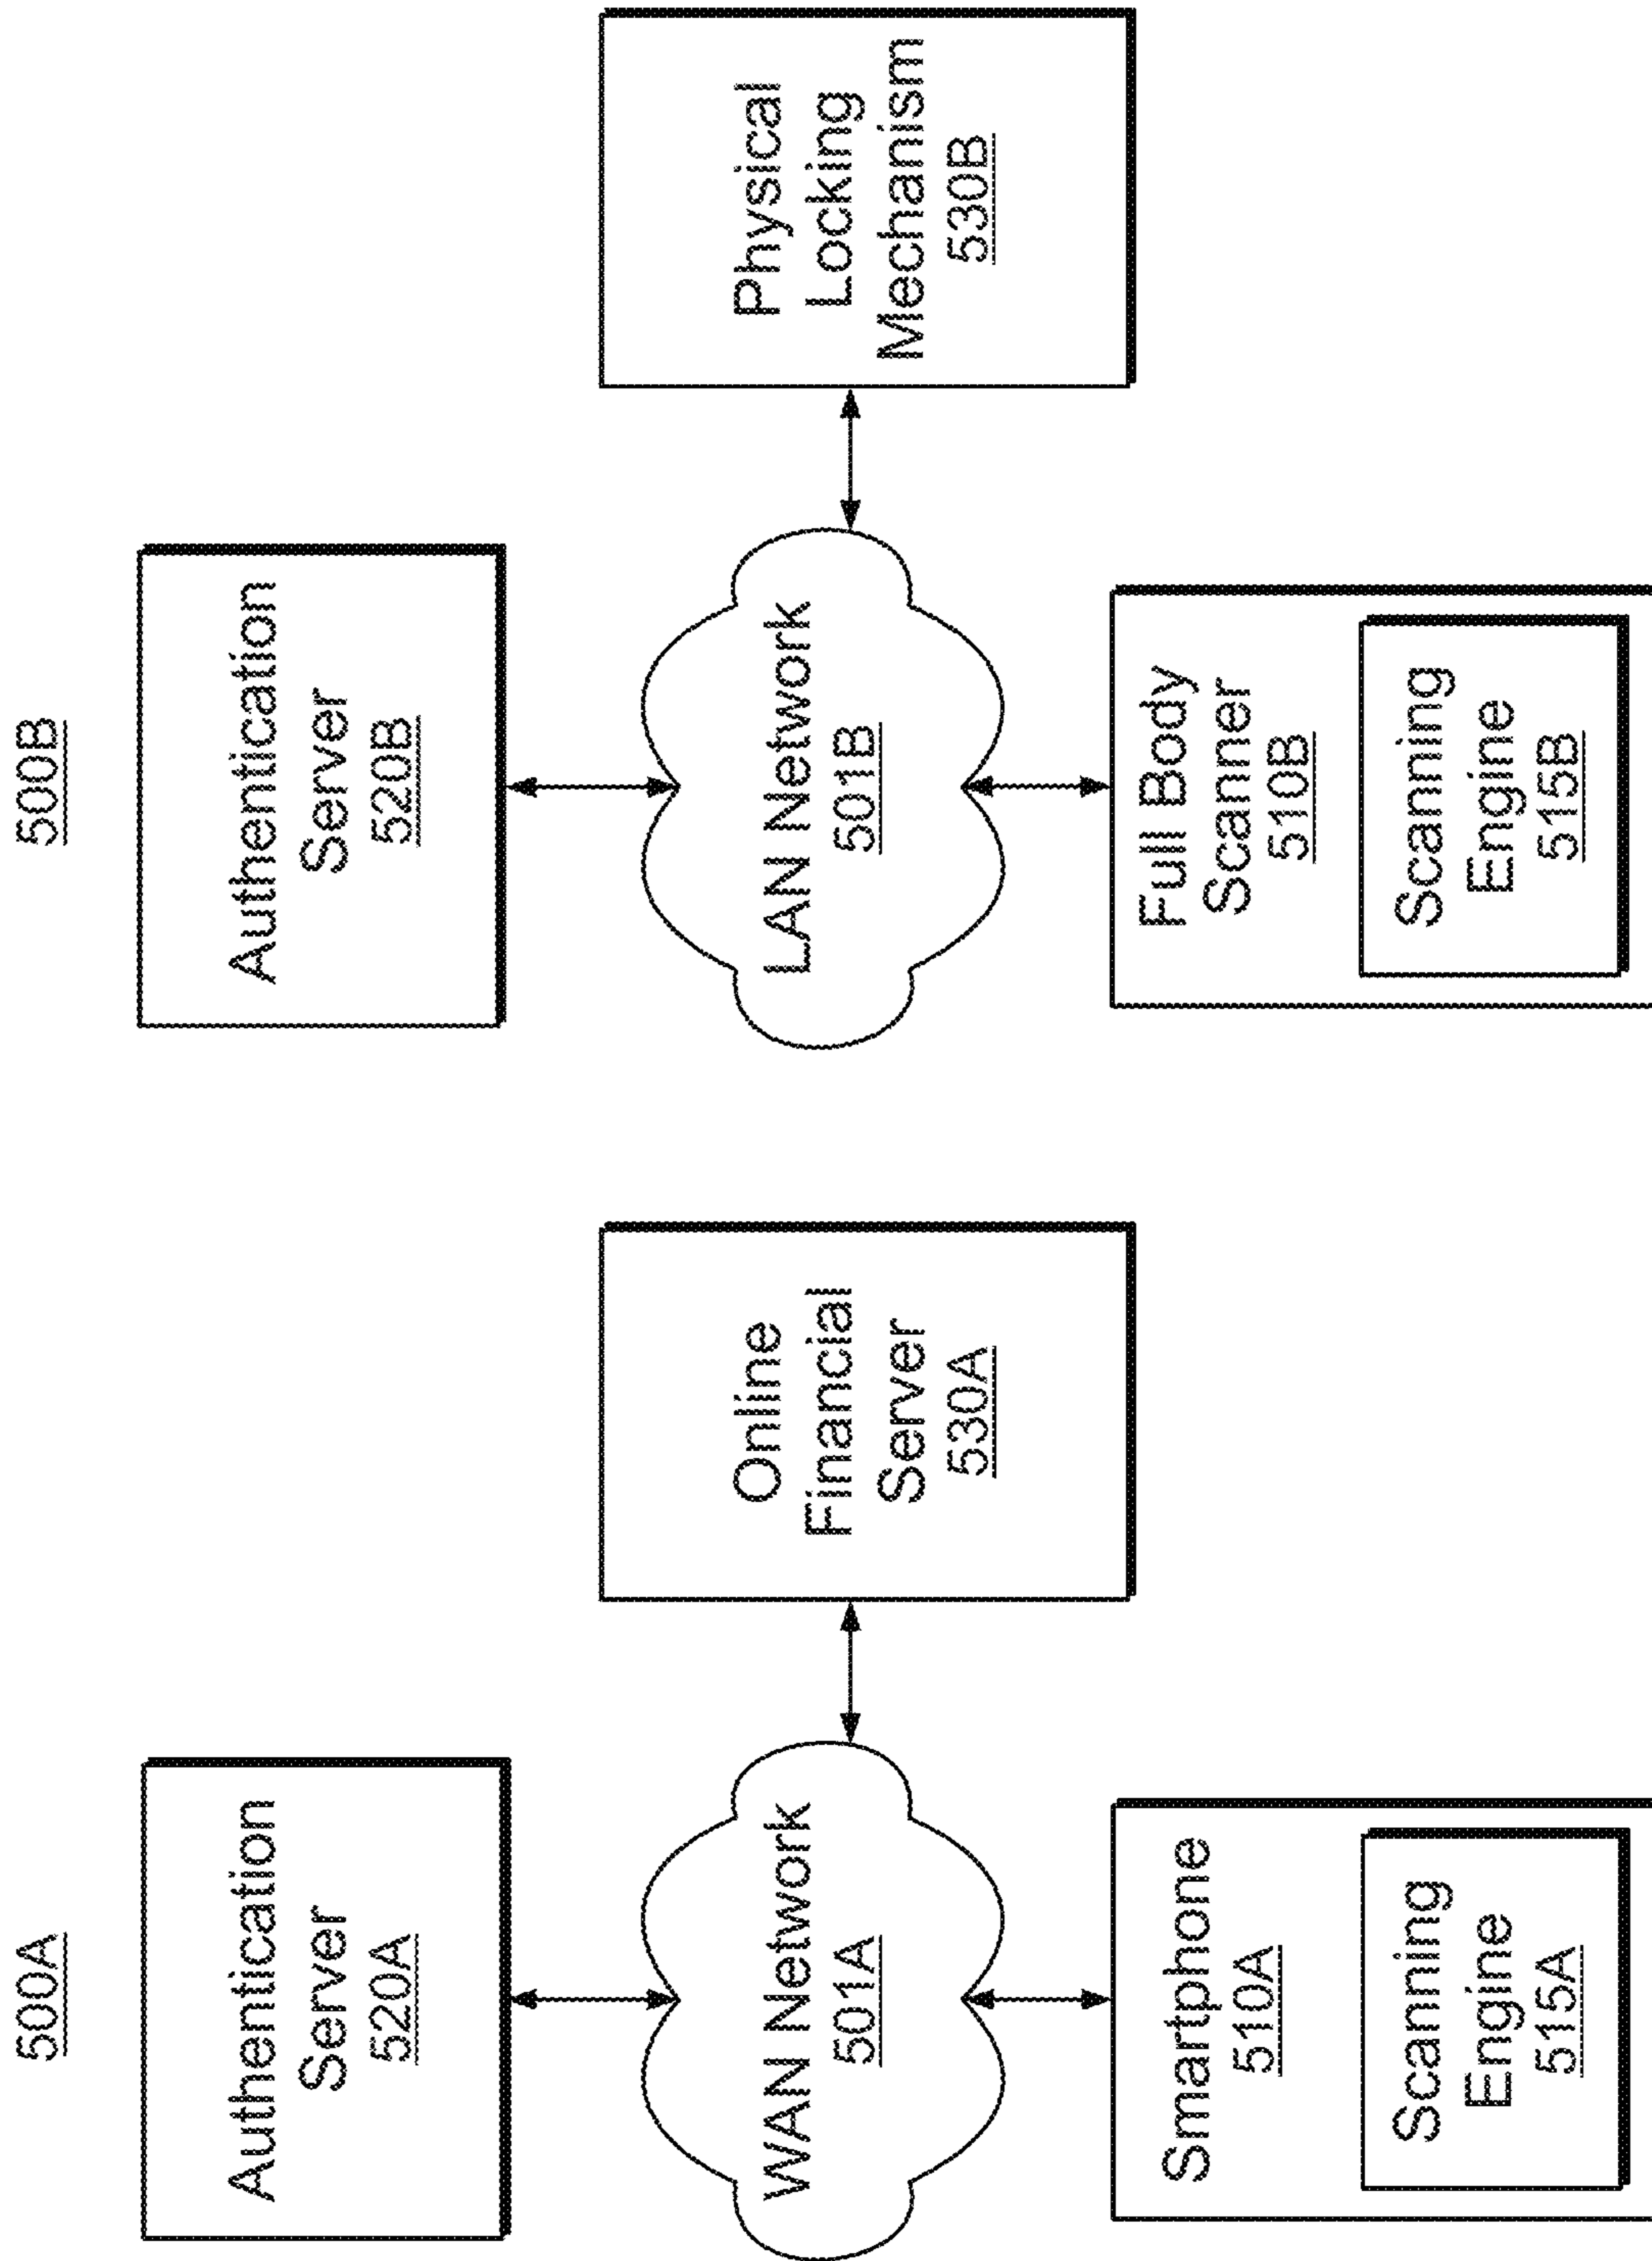 500A
Authentication
Server
520A
WAN Network
501A
Online
Financial
Server
530A
Smartphone
510A
Scanning
Engine
515A
500B
Authentication
Server
520B
LAN Network
501B
Physical
Locking
Mechanism
530B
Full Body
Scanner
510B
Scanning
Engine
515B